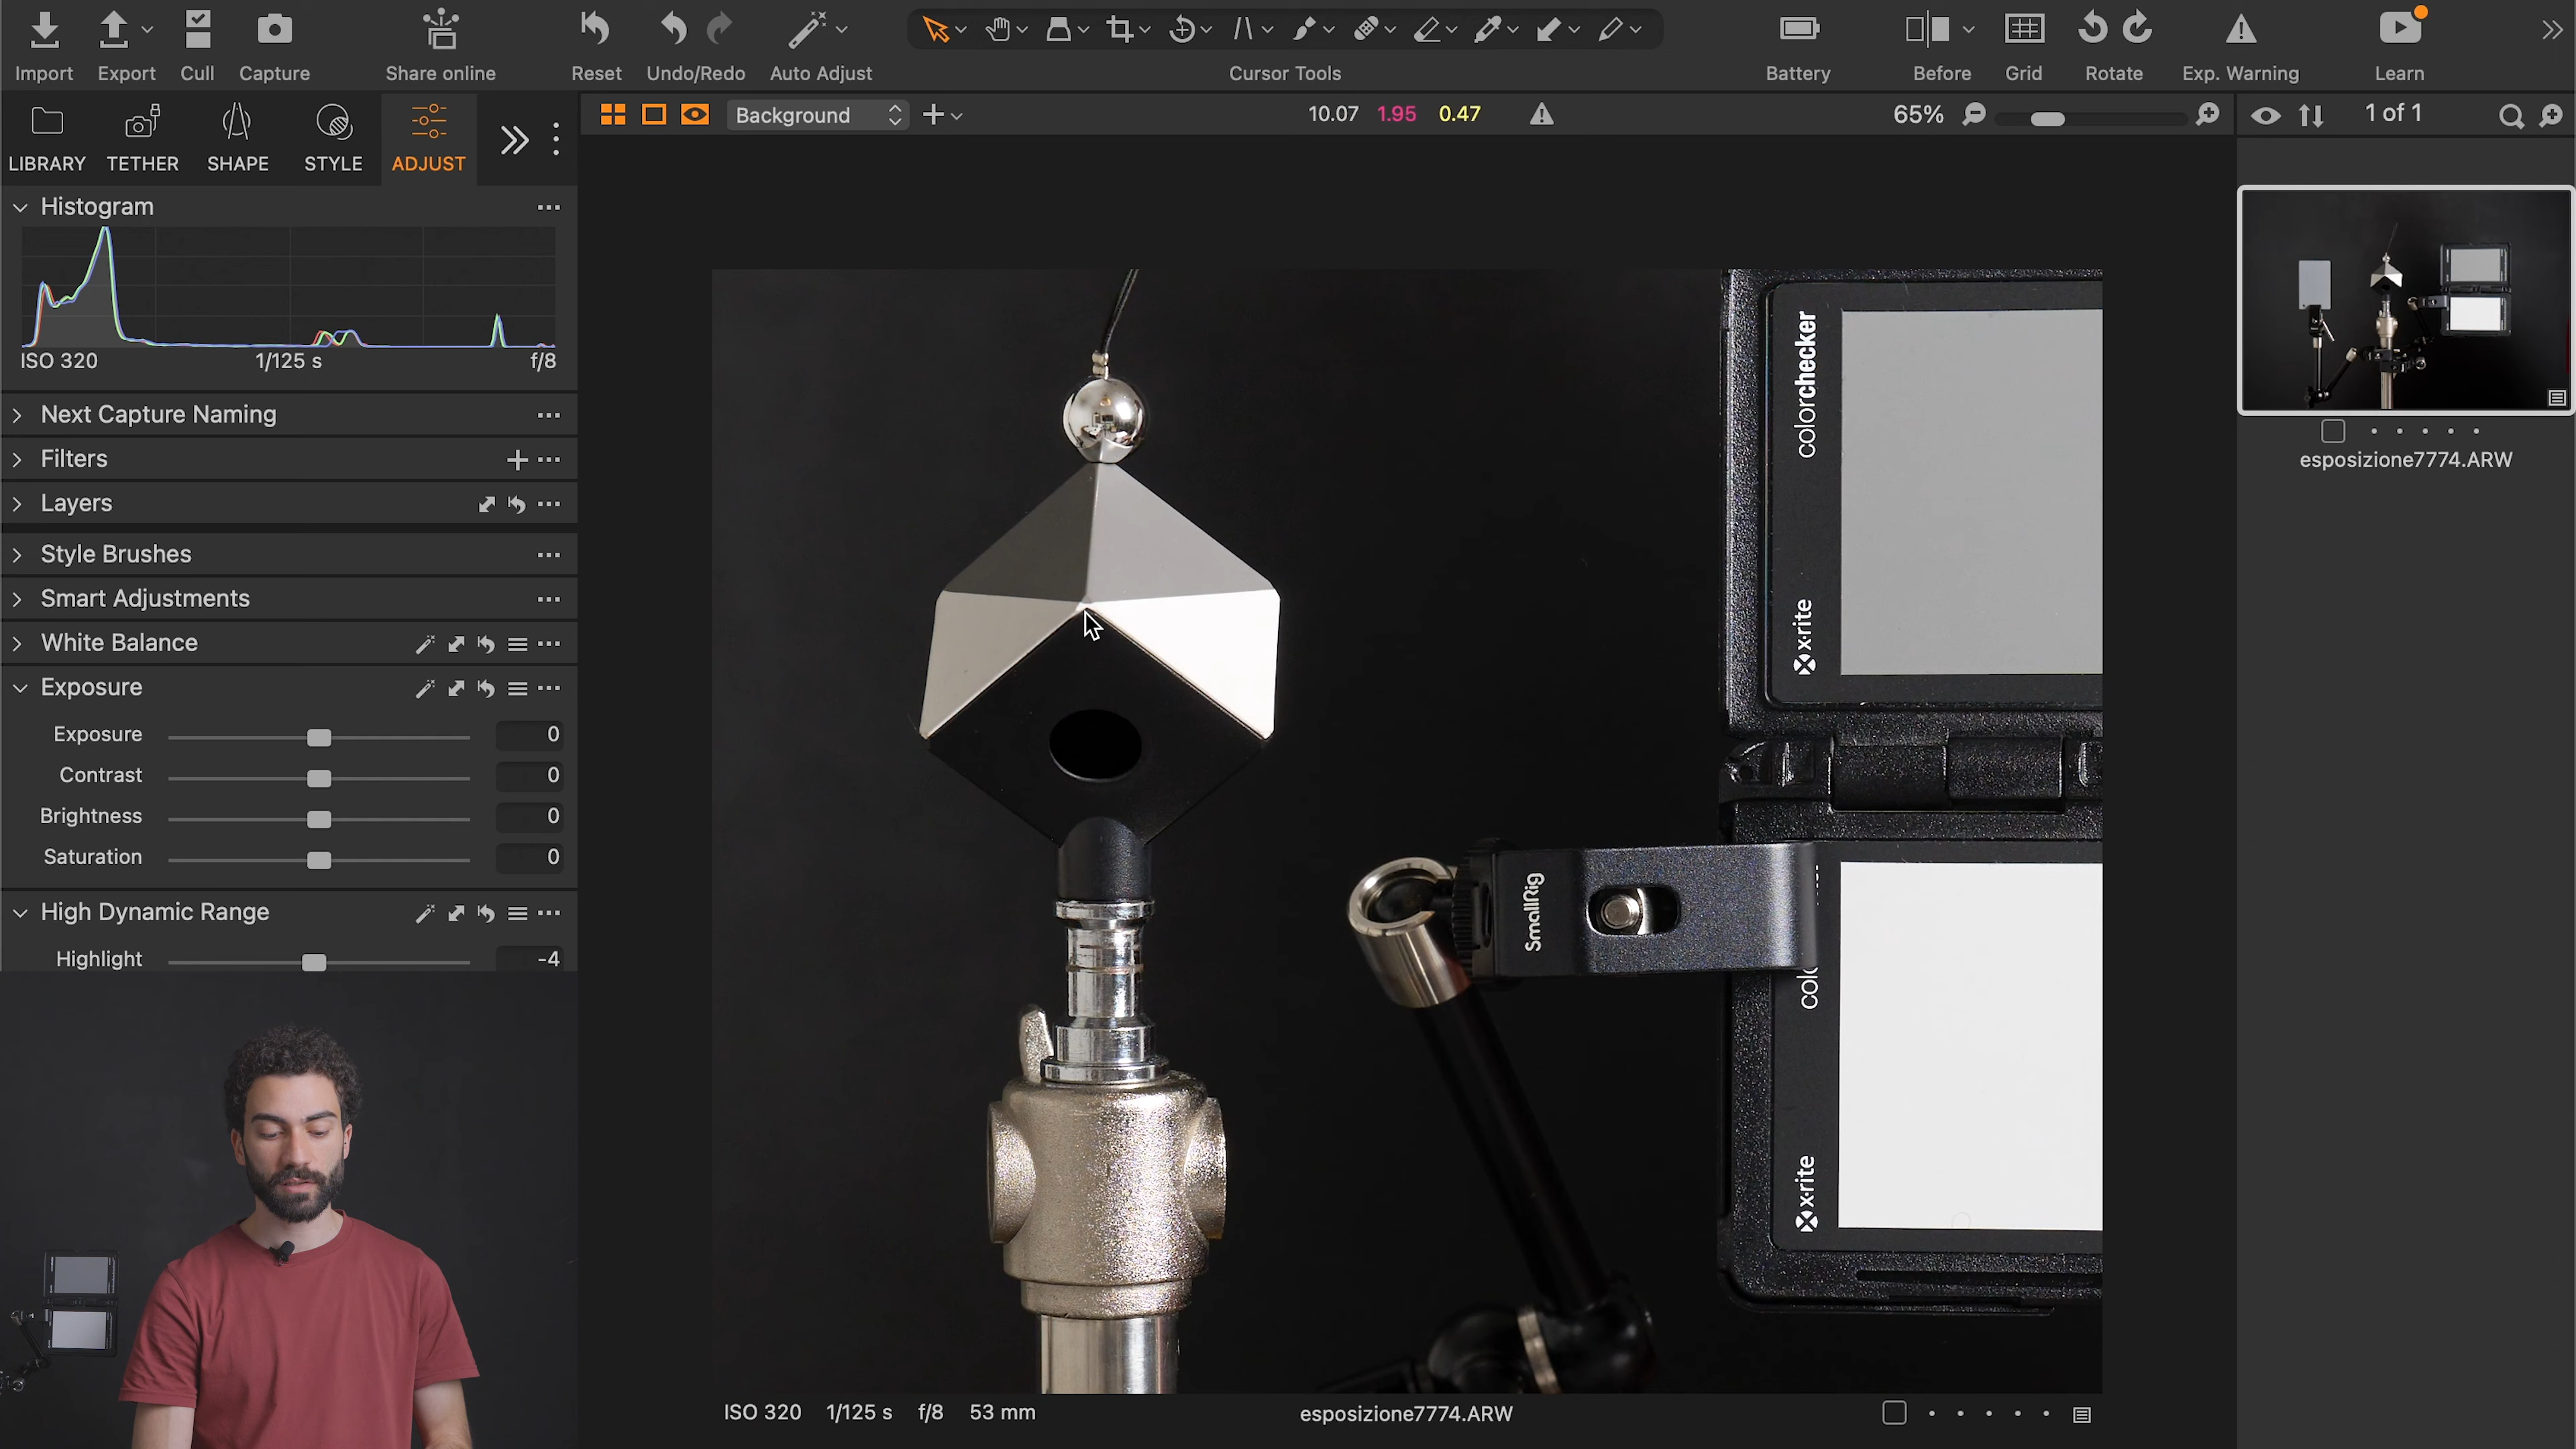 Import Export Cull Capture Share online Reset Undo/Redo Auto Adjust Cursor Tools Battery Before Grid Rotate Exp. Warning Learn
LIBRARY TETHER SHAPE STYLE ADJUST
Background
10.07 1.95 0.47
65%
1 of 1
Histogram
ISO 320 1/125 s f/8
Next Capture Naming
Filters
Layers
Style Brushes
Smart Adjustments
White Balance
Exposure
Exposure 0
Contrast 0
Brightness 0
Saturation 0
High Dynamic Range
Highlight -4
colorchecker
x·rite
SmallRig
colo
x·rite
ISO 320 1/125 s f/8 53 mm
esposizione7774.ARW
esposizione7774.ARW